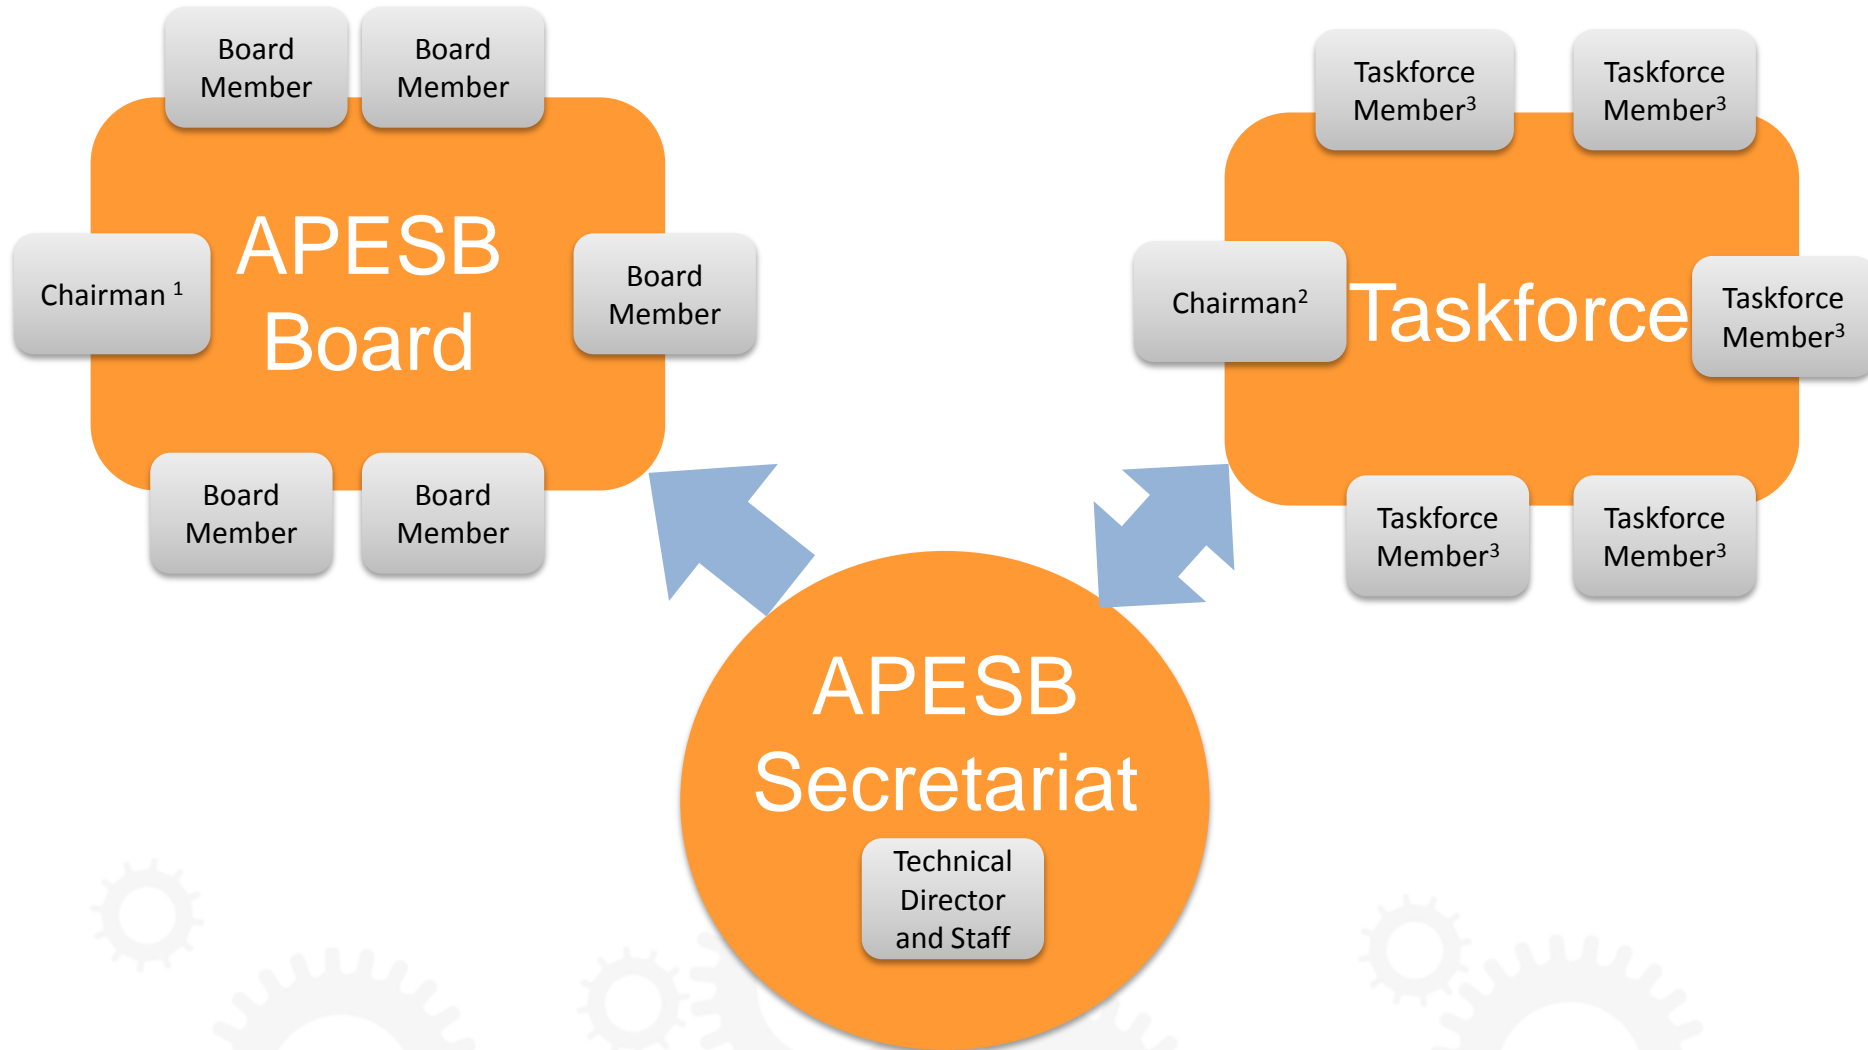 Board
Member
Board
Member
APESB
Board
Chairman ¹
Board
Member
Board
Member
Board
Member
Taskforce
Member³
Taskforce
Member³
Chairman²
Taskforce
Taskforce
Member³
Taskforce
Member³
Taskforce
Member³
APESB
Secretariat
Technical
Director
and Staff